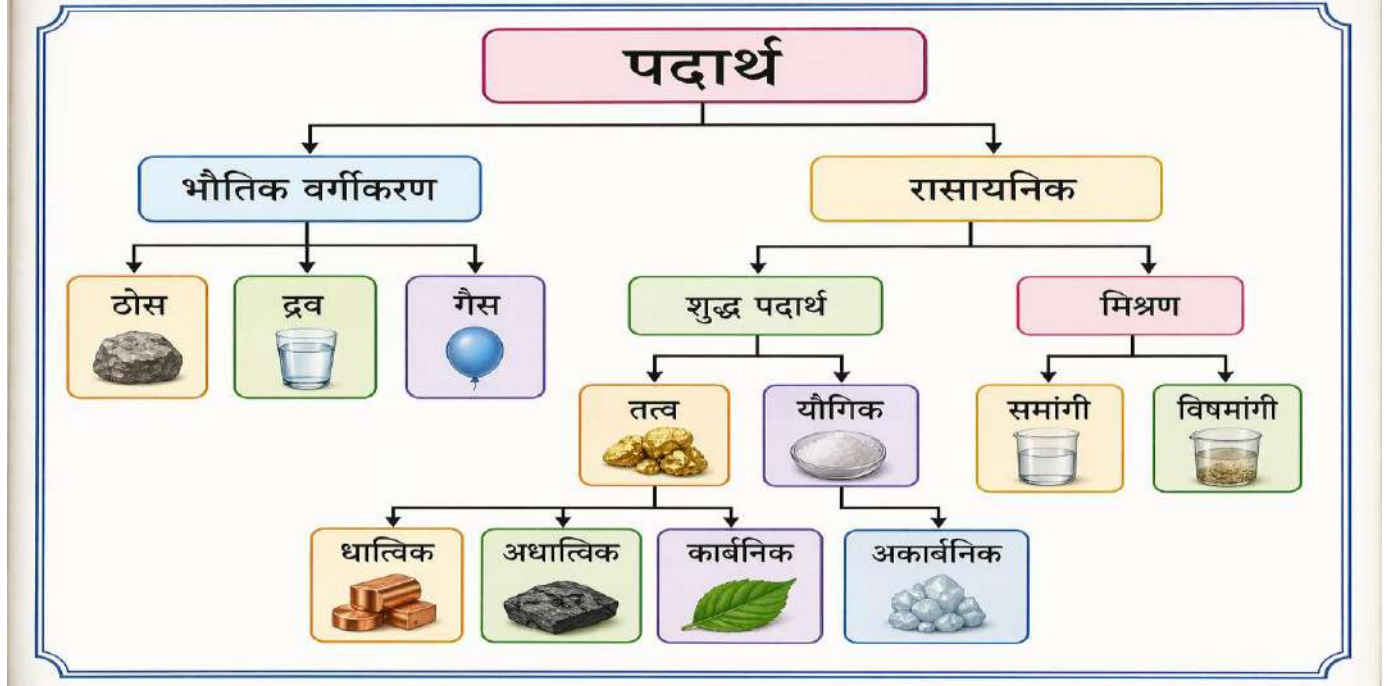 पदार्थ
भौतिक वर्गीकरण
रासायनिक
ठोस
द्रव
गैस
शुद्ध पदार्थ
मिश्रण
तत्व
यौगिक
समांगी
विषमांगी
धात्विक
अधात्विक
कार्बनिक
अकार्बनिक